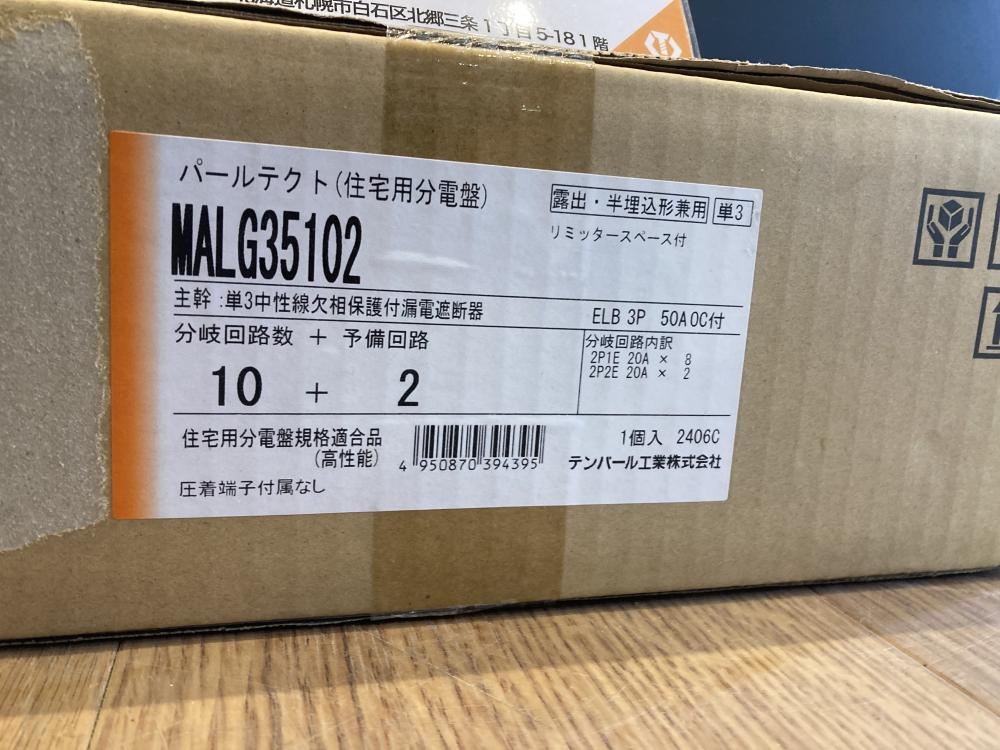 海道札幌市白石区北郷三条1丁目5-18 1階
パールテクト(住宅用分電盤)
露出・半埋込形兼用 単3
MALG35102
リミッタースペース付
主幹:単3中性線欠相保護付漏電遮断器 ELB 3P 50A OC付
分岐回路数 + 予備回路
10 + 2
分岐回路内訳
2P1E 20A × 8
2P2E 20A × 2
住宅用分電盤規格適合品
(高性能)
4 950870 394395
1個入 2406C
テンパール工業株式会社
圧着端子付属なし